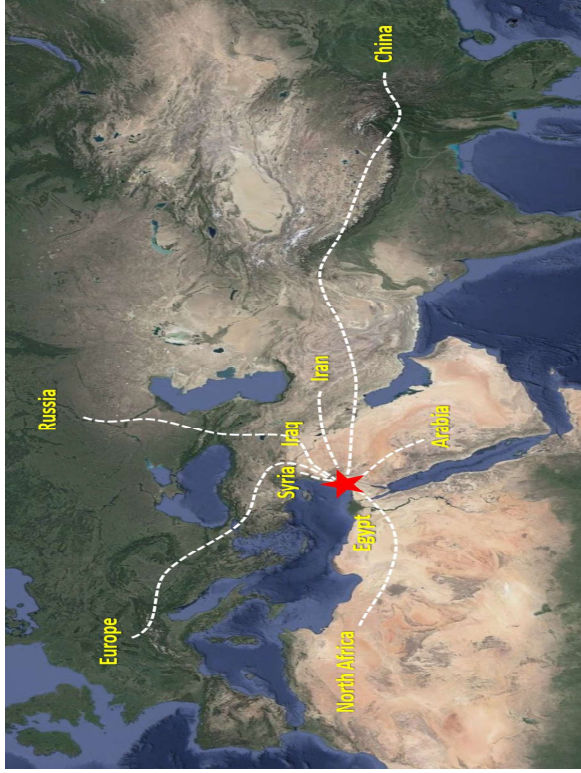 Europe
Russia
China
Syria
Iraq
Iran
Egypt
Arabia
North Africa